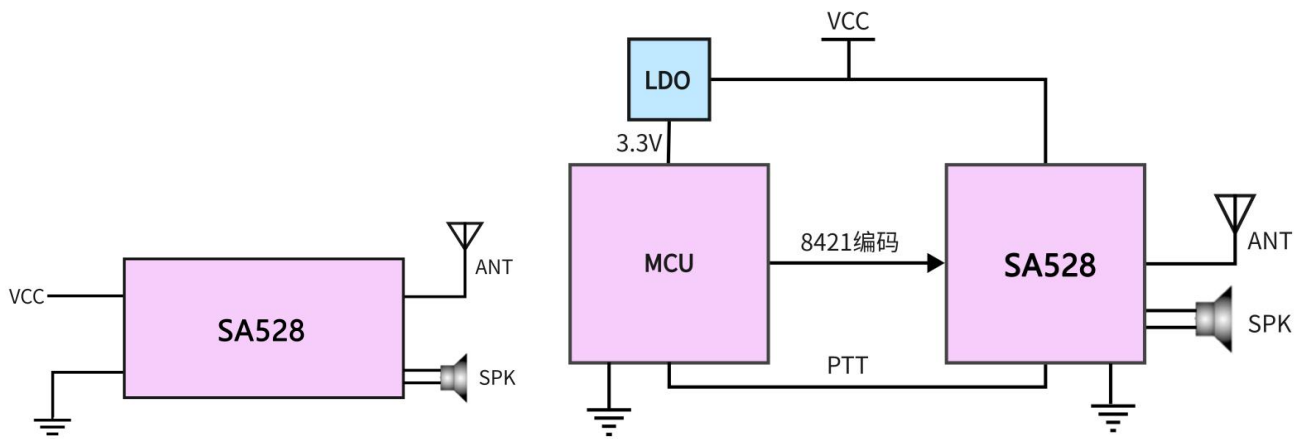 VCC
SA528
ANT
SPK
VCC
LDO
3.3V
MCU
8421编码
SA528
ANT
SPK
PTT